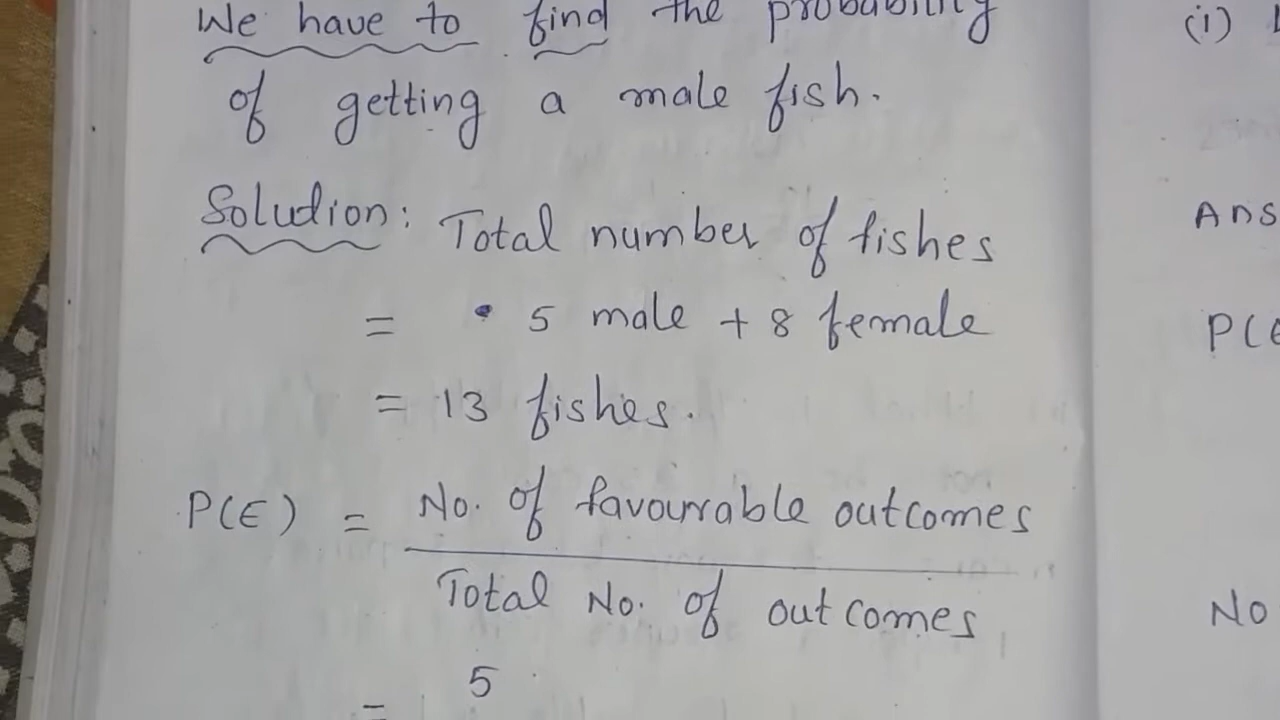 We have to find the probability
of getting a male fish.
Solution: Total number of fishes
= 5 male + 8 female
= 13 fishes.
P(E) = No. of favourable outcomes
Total No. of outcomes
= 5
(i)
Ans
P(E
No